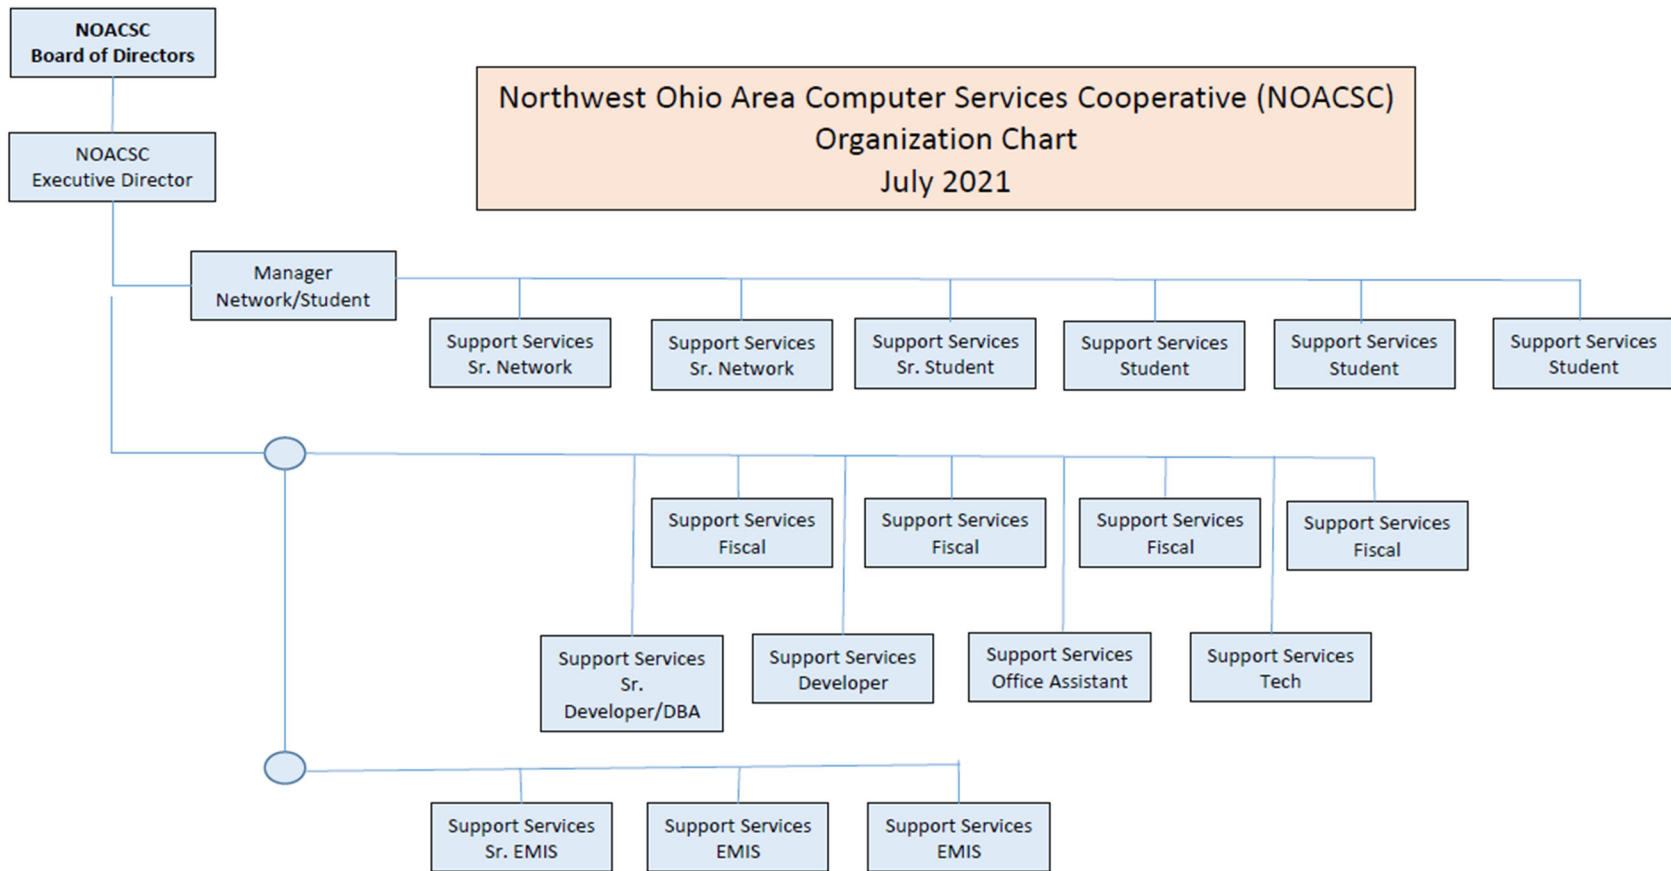 NOACSC
Board of Directors
Northwest Ohio Area Computer Services Cooperative (NOACSC)
Organization Chart
July 2021
NOACSC
Executive Director
Manager
Network/Student
Support Services
Sr. Network
Support Services
Sr. Network
Support Services
Sr. Student
Support Services
Student
Support Services
Student
Support Services
Student
Support Services
Fiscal
Support Services
Fiscal
Support Services
Fiscal
Support Services
Fiscal
Support Services
Sr.
Developer/DBA
Support Services
Developer
Support Services
Office Assistant
Support Services
Tech
Support Services
Sr. EMIS
Support Services
EMIS
Support Services
EMIS